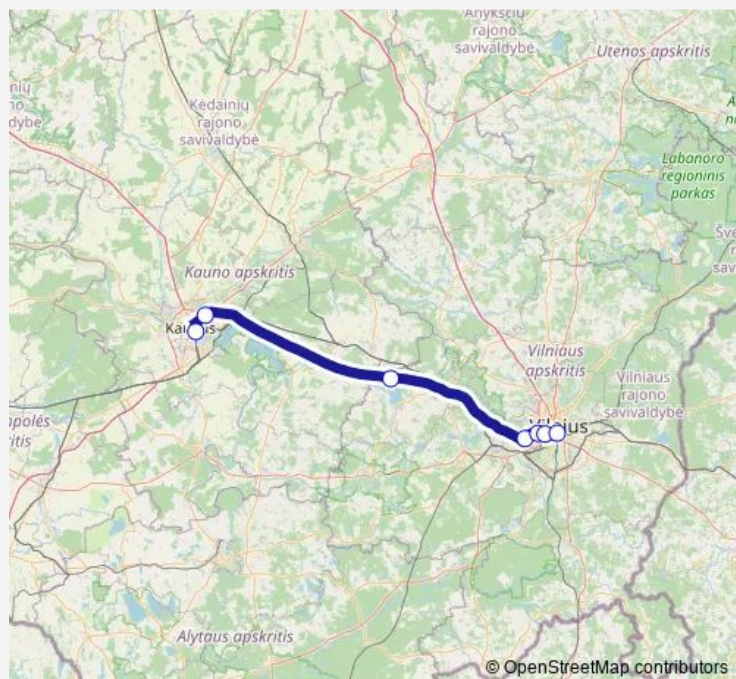 Anykščių
rajono
savivaldybė
Utenos apskritis
Kėdainių
rajono
savivaldybė
Labanoro
regioninis
parkas
Kauno apskritis
Vilniaus
apskritis
Vilniaus
rajono
savivaldybė
Vilnius
Alytaus apskritis
© OpenStreetMap contributors